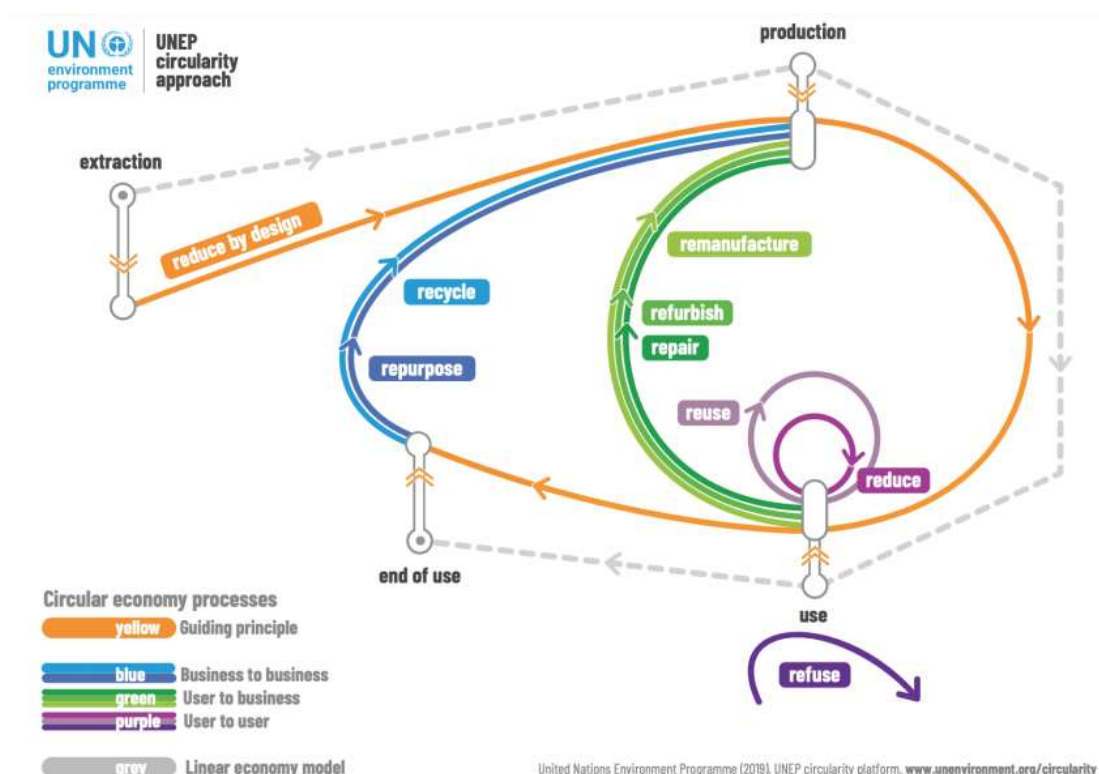 UN
environment
programme
UNEP
circularity
approach
production
extraction
reduce by design
remanufacture
recycle
refurbish
repair
repurpose
reuse
reduce
end of use
use
refuse
Circular economy processes
yellow Guiding principle
blue Business to business
green User to business
purple User to user
grey Linear economy model
United Nations Environment Programme (2019). UNEP circularity platform, www.unenvironment.org/circularity